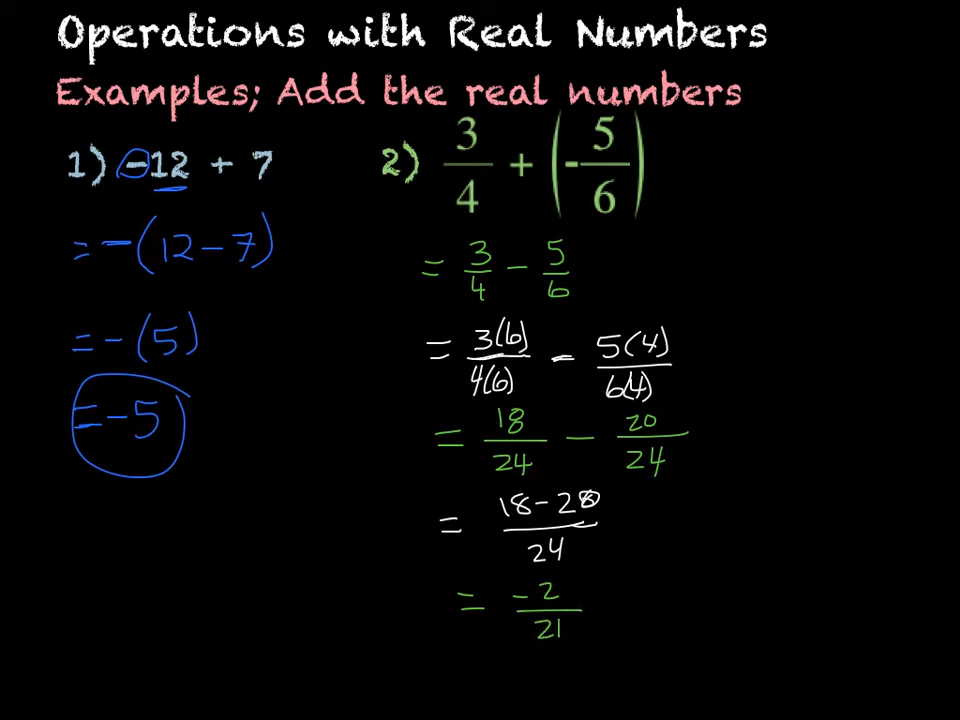 Operations with Real Numbers
Examples; Add the real numbers
1) -12 + 7
= -(12 - 7)
= -(5)
= -5
2) 3/4 + (-5/6)
= 3/4 - 5/6
= 3(6)/4(6) - 5(4)/6(4)
= 18/24 - 20/24
= 18 - 20/24
= -2/21